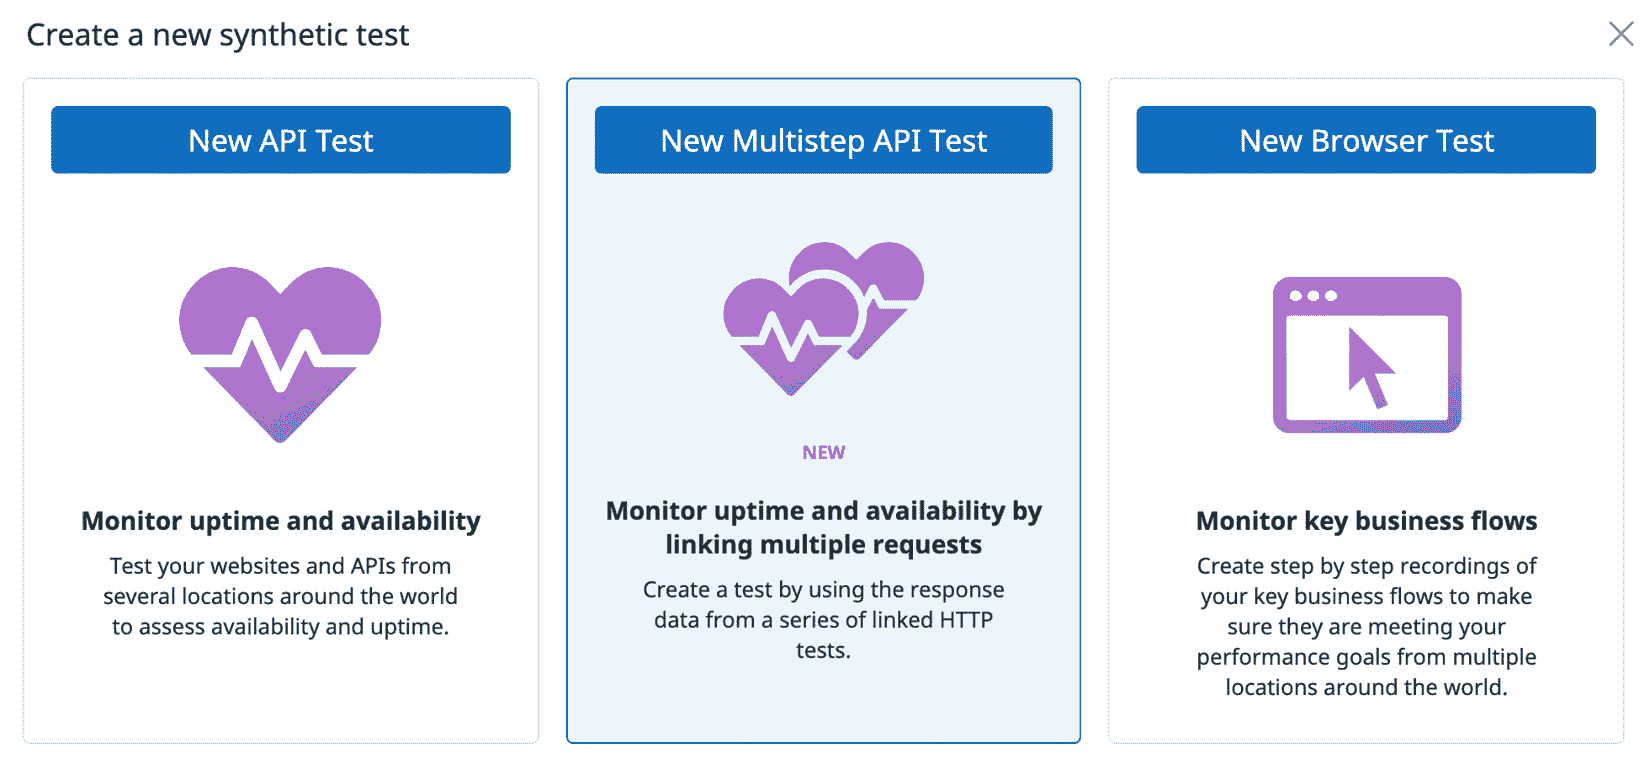 Create a new synthetic test
New API Test
Monitor uptime and availability
Test your websites and APIs from
several locations around the world
to assess availability and uptime.
New Multistep API Test
NEW
Monitor uptime and availability by
linking multiple requests
Create a test by using the response
data from a series of linked HTTP
tests.
New Browser Test
Monitor key business flows
Create step by step recordings of
your key business flows to make
sure they are meeting your
performance goals from multiple
locations around the world.